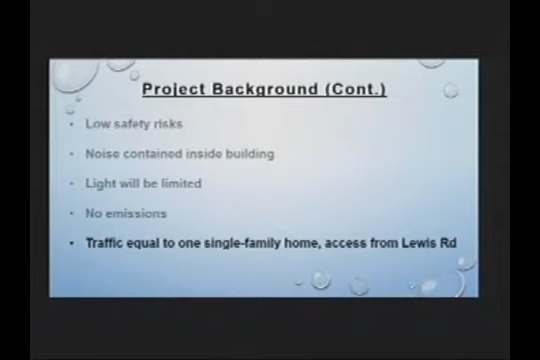 Project Background (Cont.)
• Low safety risks
• Noise contained inside building
• Light will be limited
• No emissions
• Traffic equal to one single-family home, access from Lewis Rd